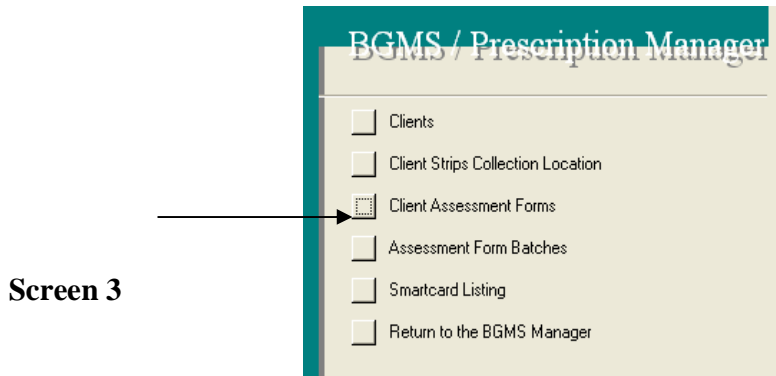 BGMS / Prescription Manager
Clients
Client Strips Collection Location
Client Assessment Forms
Assessment Form Batches
Screen 3
Smartcard Listing
Return to the BGMS Manager